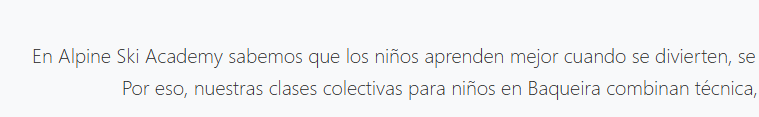 En Alpine Ski Academy sabemos que los niños aprenden mejor cuando se divierten, se
Por eso, nuestras clases colectivas para niños en Baqueira combinan técnica,